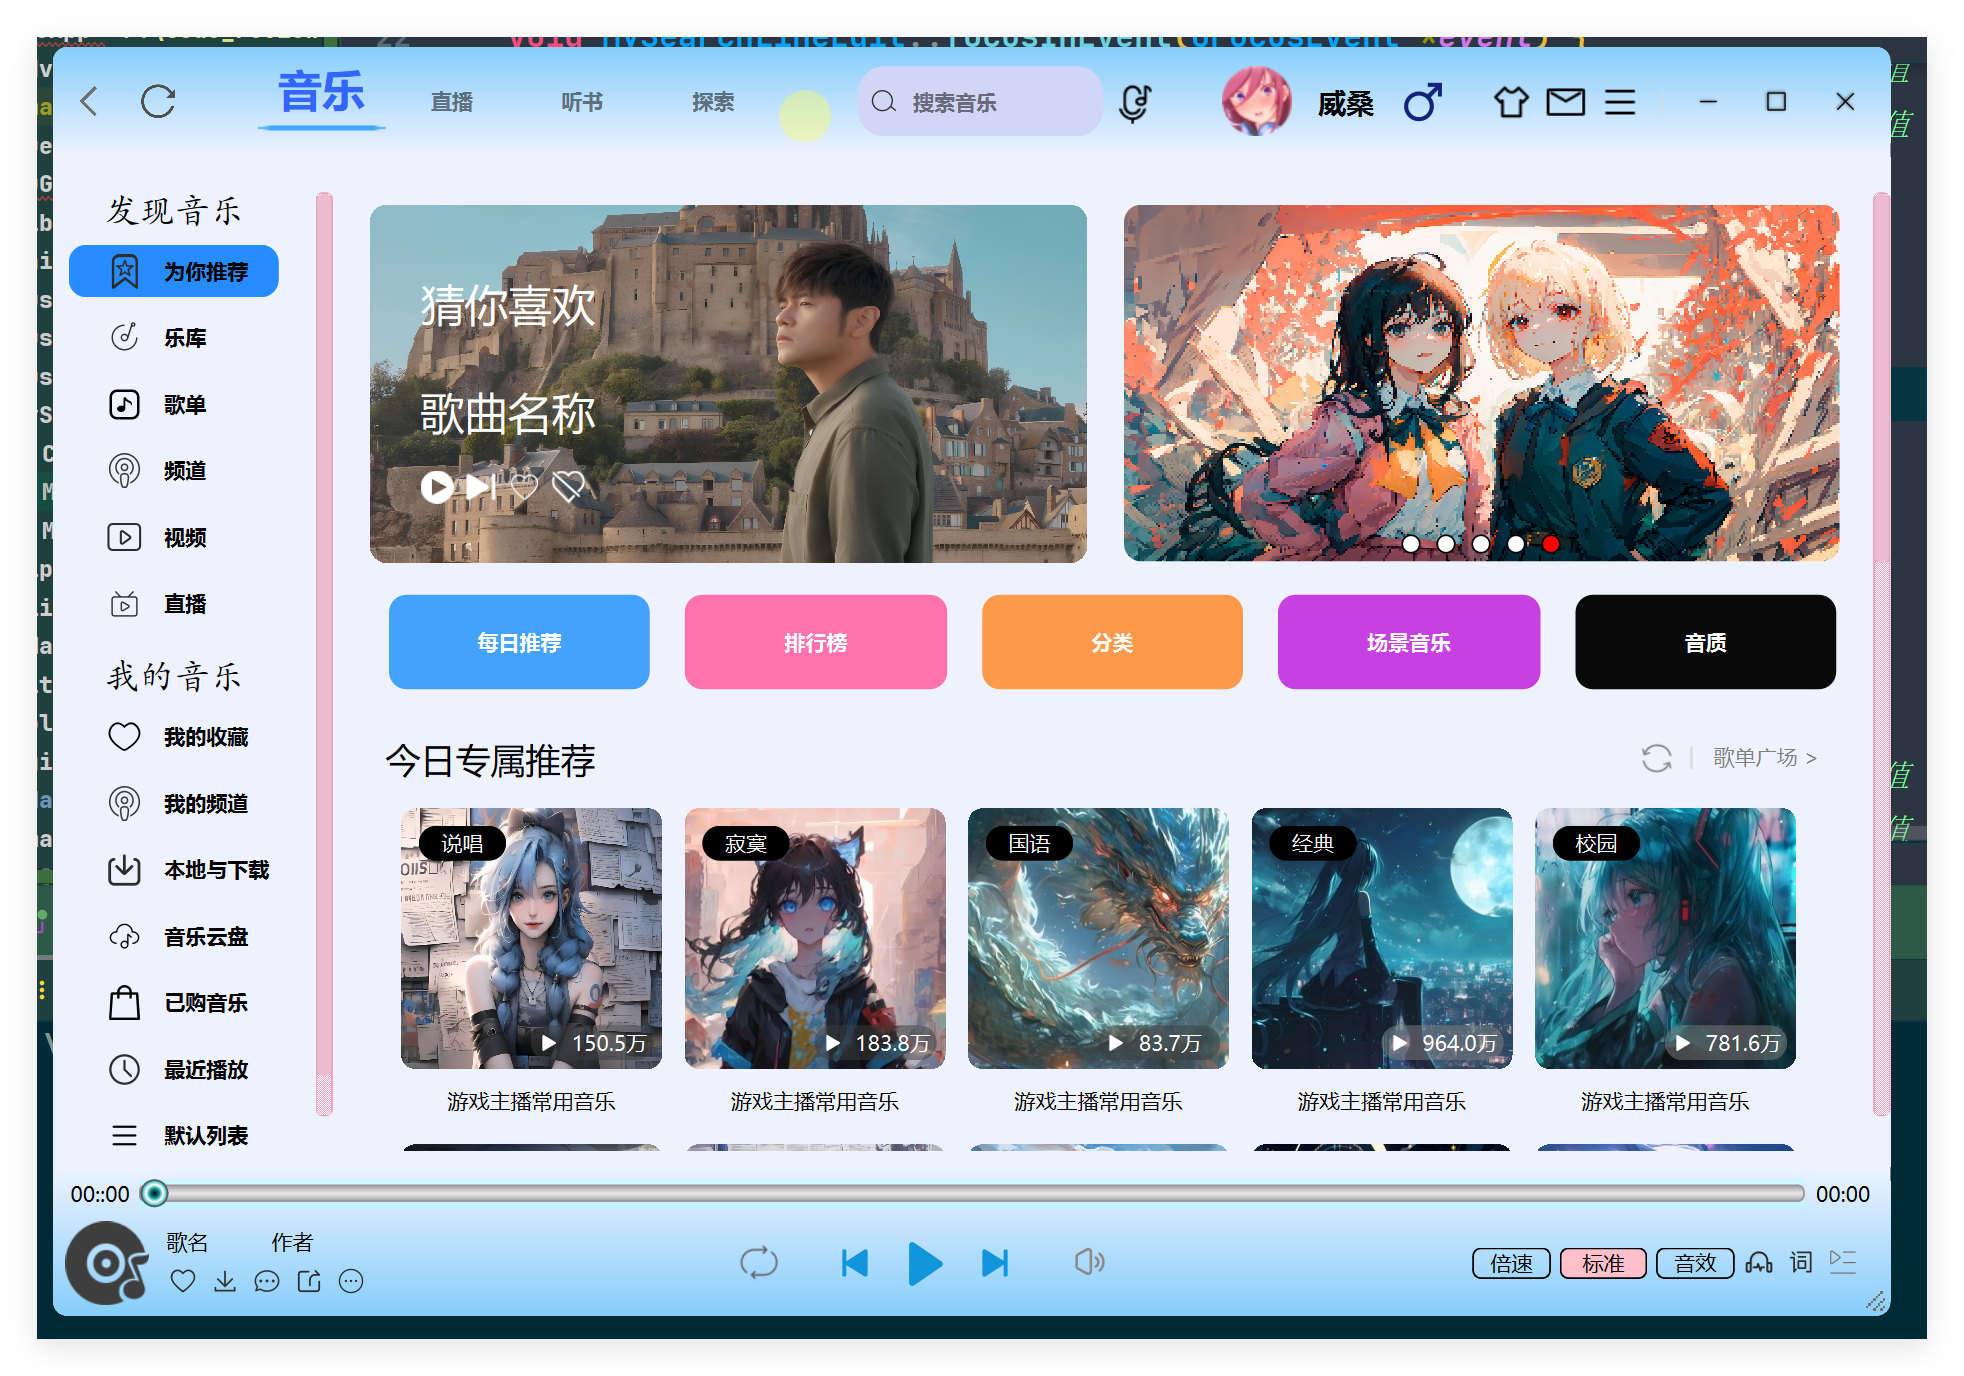 void MySearchLineEdit::focusInEvent(QFocusEvent *event) {
音乐
直播
听书
探索
搜索音乐
威桑
发现音乐
为你推荐
乐库
歌单
频道
视频
直播
我的音乐
我的收藏
我的频道
本地与下载
音乐云盘
已购音乐
最近播放
默认列表
猜你喜欢
歌曲名称
每日推荐
排行榜
分类
场景音乐
音质
今日专属推荐
歌单广场 >
说唱
寂寞
国语
经典
校园
150.5万
183.8万
83.7万
964.0万
781.6万
游戏主播常用音乐
游戏主播常用音乐
游戏主播常用音乐
游戏主播常用音乐
游戏主播常用音乐
00::00
00:00
歌名 作者
倍速
标准
音效
词
值
值
值